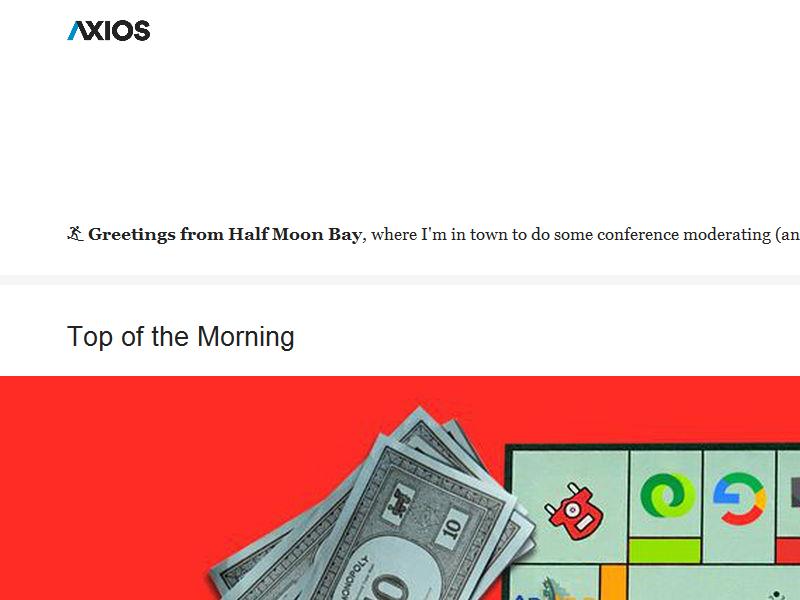 AXIOS
Greetings from Half Moon Bay, where I'm in town to do some conference moderating (an
Top of the Morning
10
MONOPOLY
10